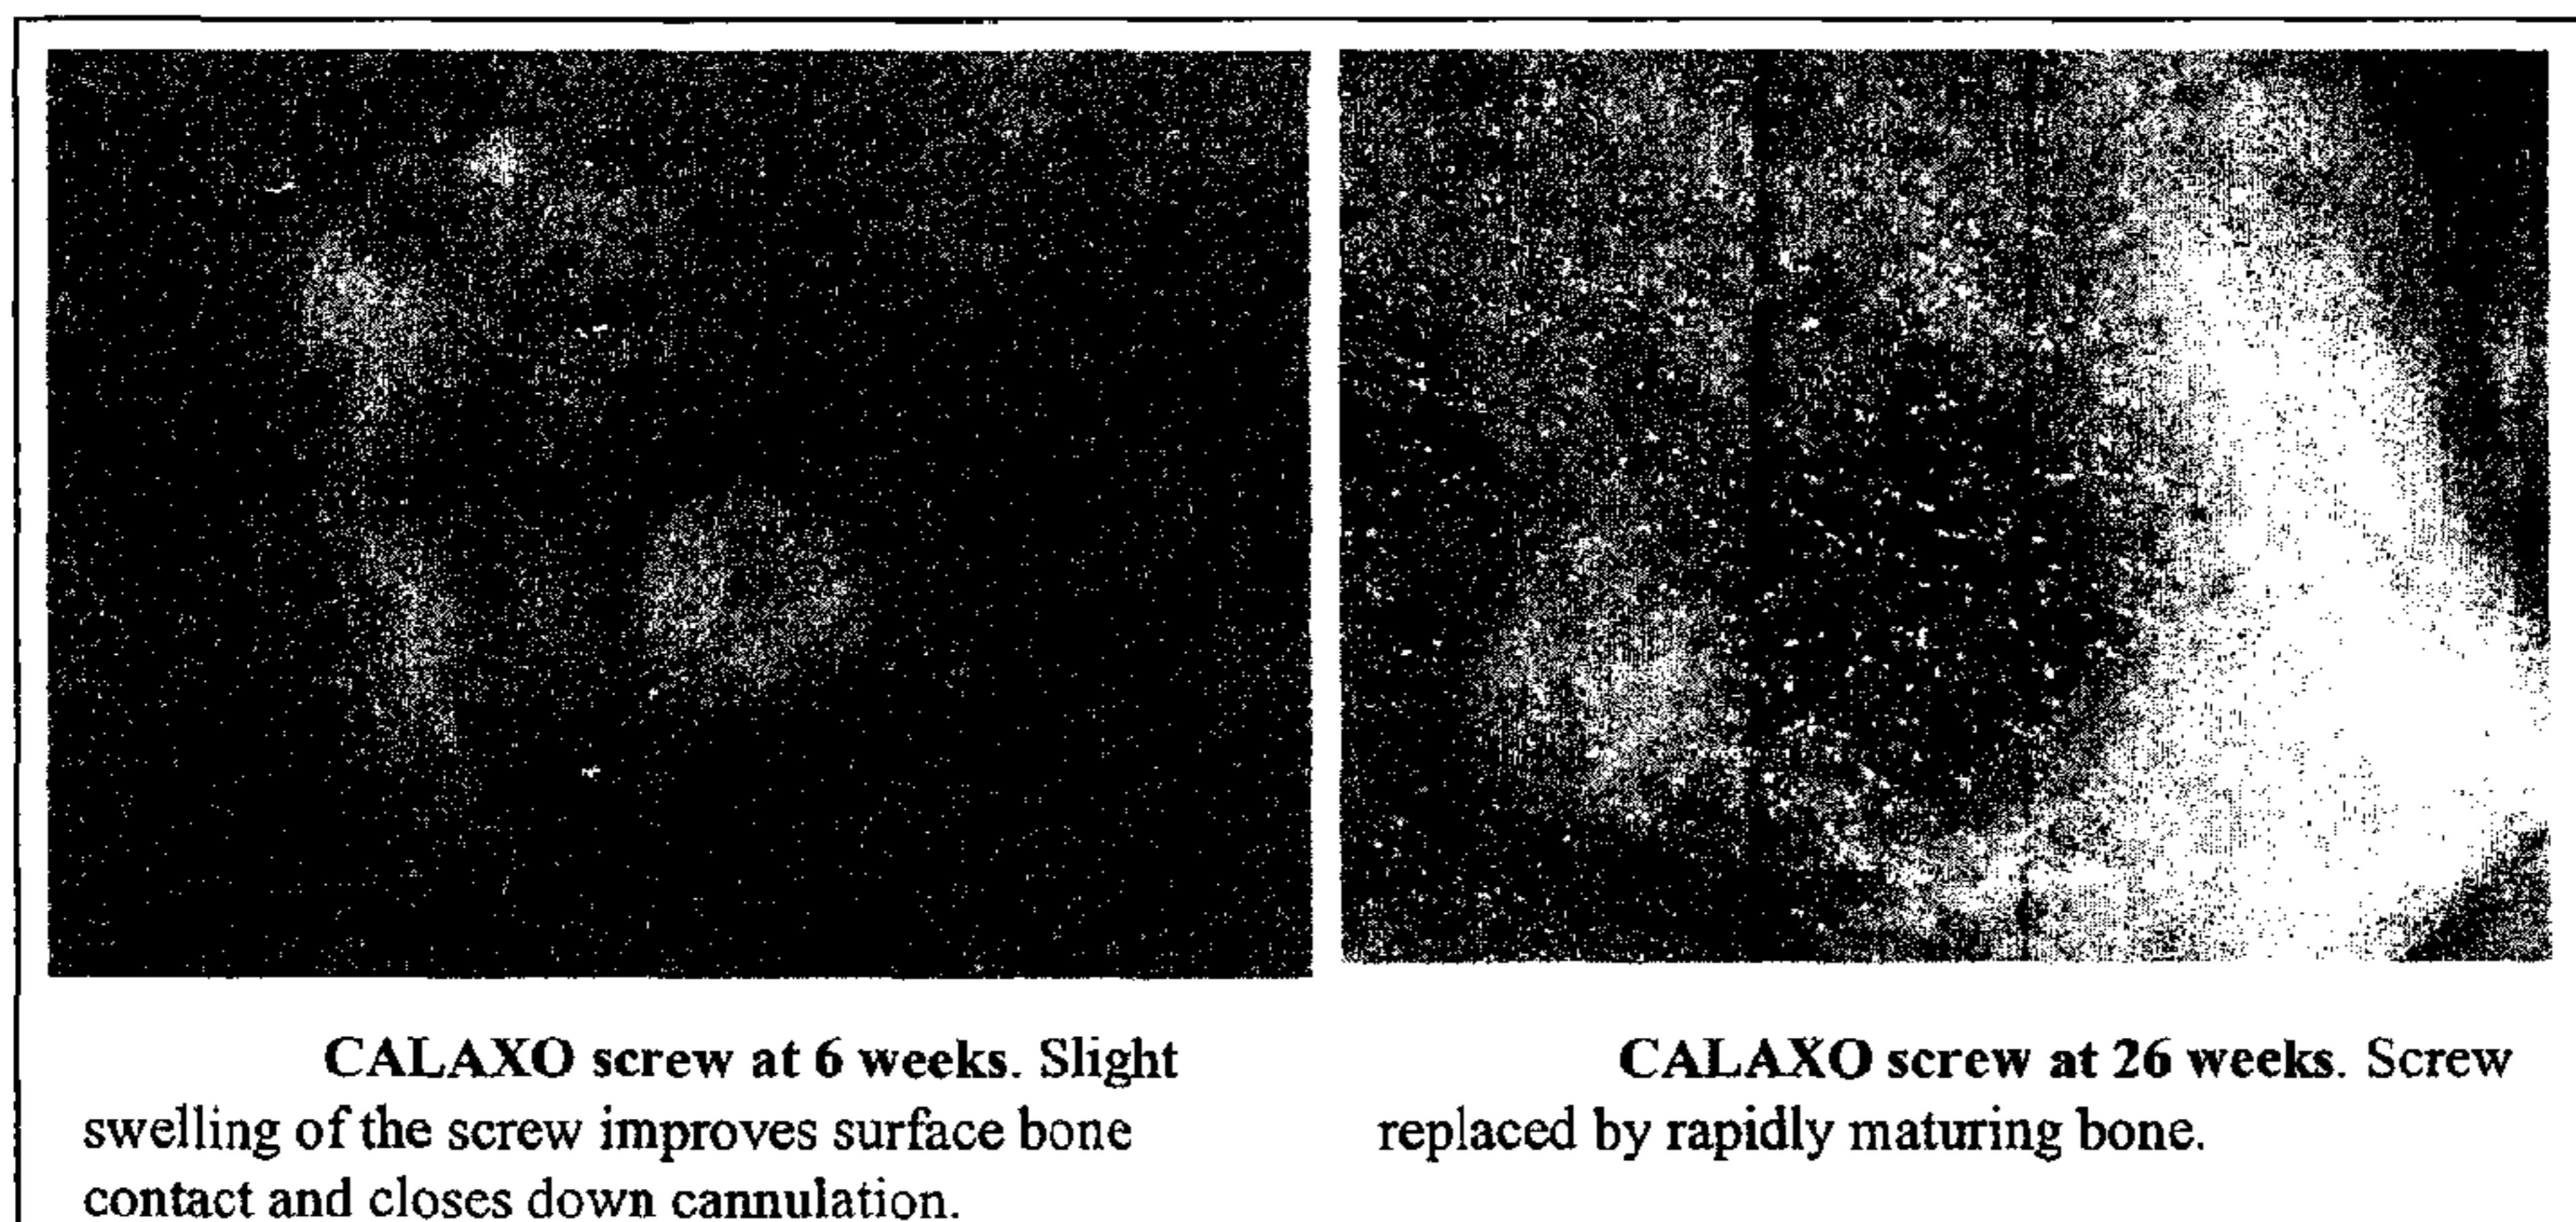 CALAXO screw at 6 weeks. Slight
swelling of the screw improves surface bone
contact and closes down cannulation.
CALAXO screw at 26 weeks. Screw
replaced by rapidly maturing bone.